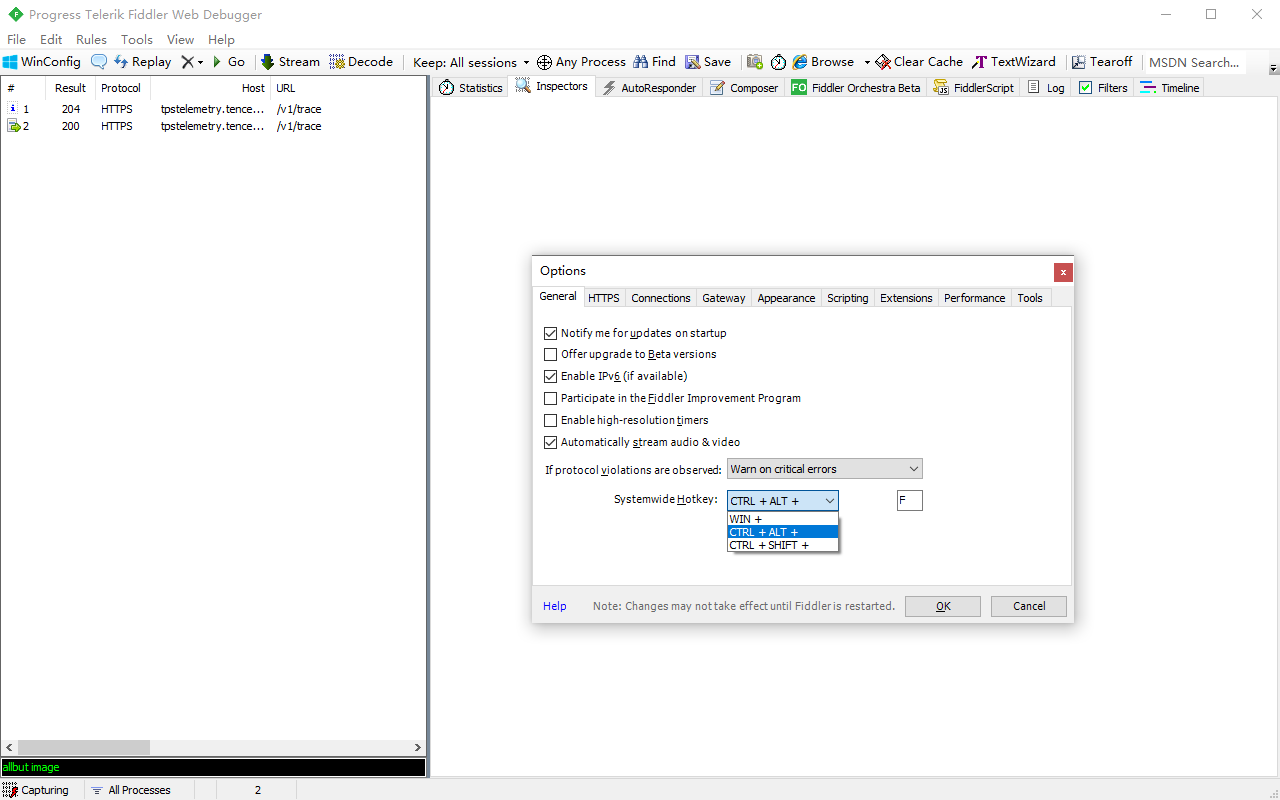 Progress Telerik Fiddler Web Debugger
File Edit Rules Tools View Help
WinConfig Replay Go Stream Decode Keep: All sessions Any Process Find Save Browse Clear Cache TextWizard Tearoff MSDN Search...
# Result Protocol Host URL
1 204 HTTPS tpstelemetry.tence... /v1/trace
2 200 HTTPS tpstelemetry.tence... /v1/trace
Statistics Inspectors AutoResponder Composer FO Fiddler Orchestra Beta FiddlerScript Log Filters Timeline
Options
General HTTPS Connections Gateway Appearance Scripting Extensions Performance Tools
Notify me for updates on startup
Offer upgrade to Beta versions
Enable IPv6 (if available)
Participate in the Fiddler Improvement Program
Enable high-resolution timers
Automatically stream audio & video
If protocol violations are observed: Warn on critical errors
Systemwide Hotkey: CTRL + ALT + F
WIN +
CTRL + ALT +
CTRL + SHIFT +
Help Note: Changes may not take effect until Fiddler is restarted. OK Cancel
allbut image
Capturing All Processes 2